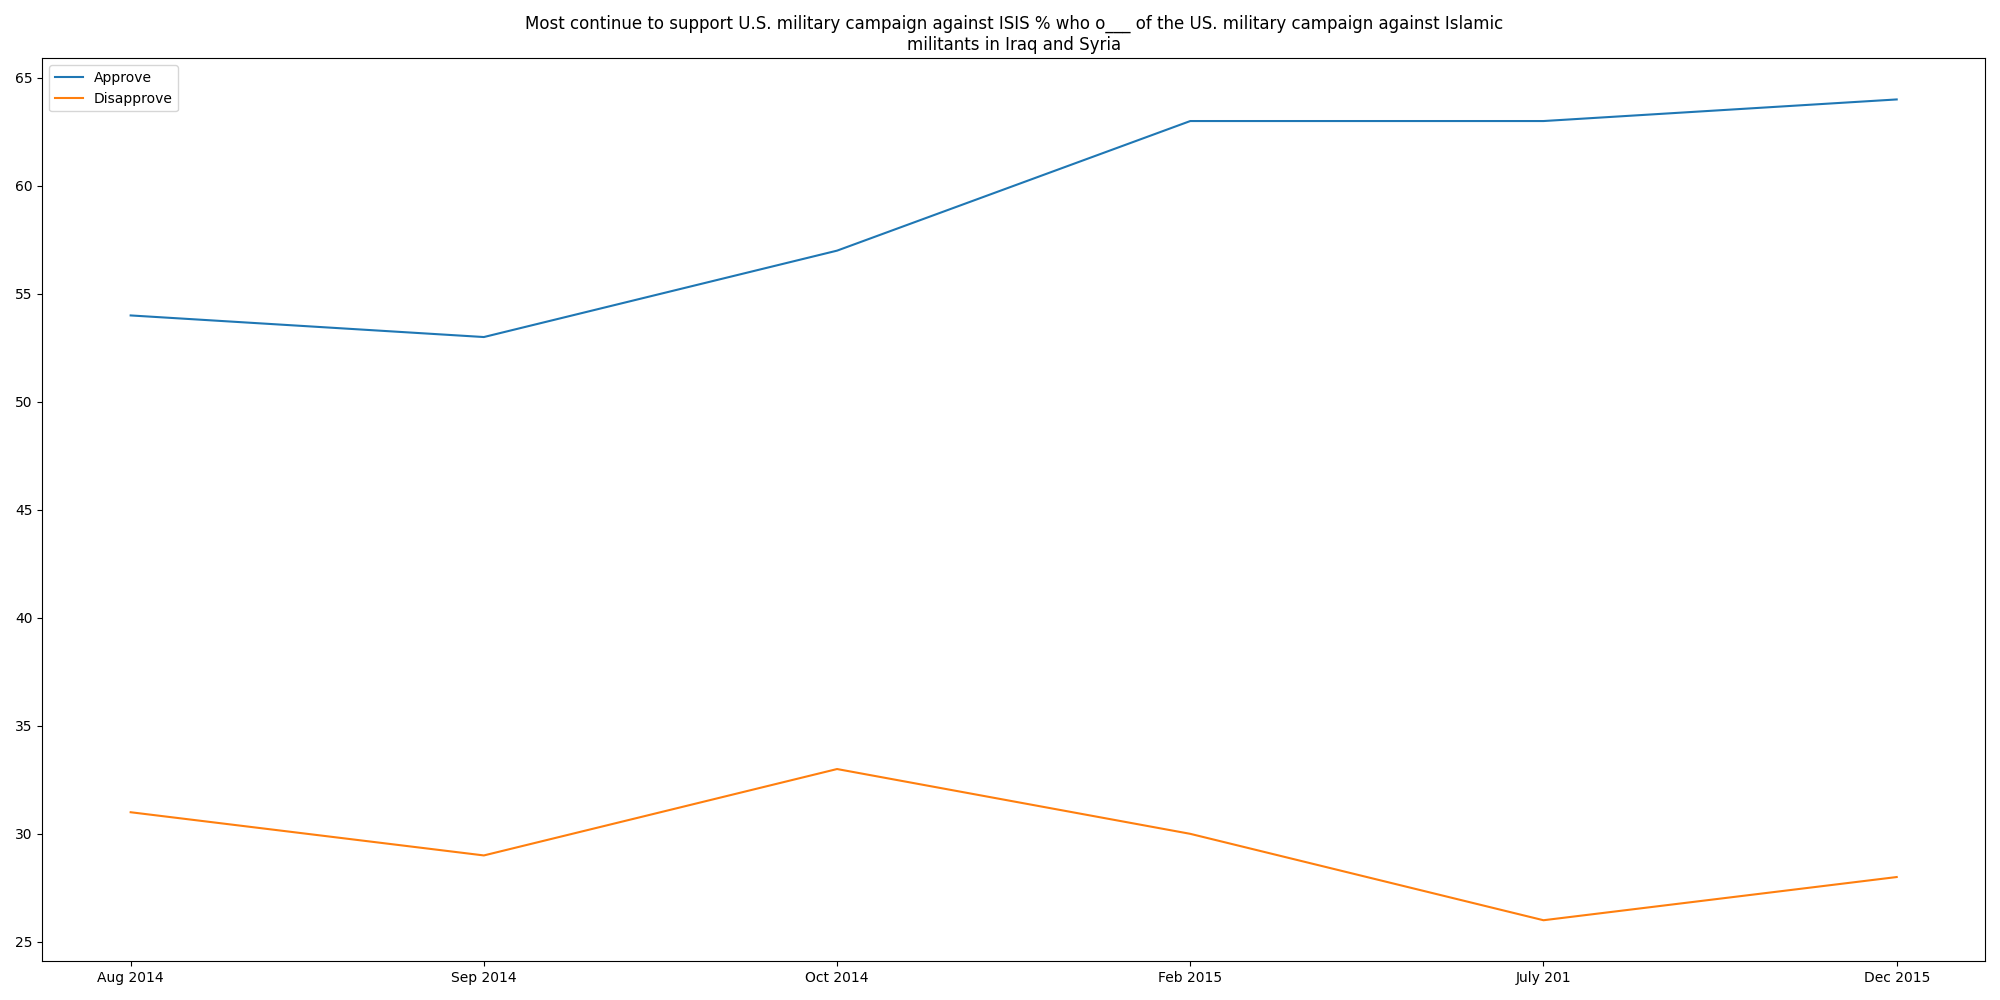 Most continue to support U.S. military campaign against ISIS % who o___ of the US. military campaign against Islamic
militants in Iraq and Syria
Approve
Disapprove
65
60
55
50
45
40
35
30
25
Aug 2014
Sep 2014
Oct 2014
Feb 2015
July 201
Dec 2015